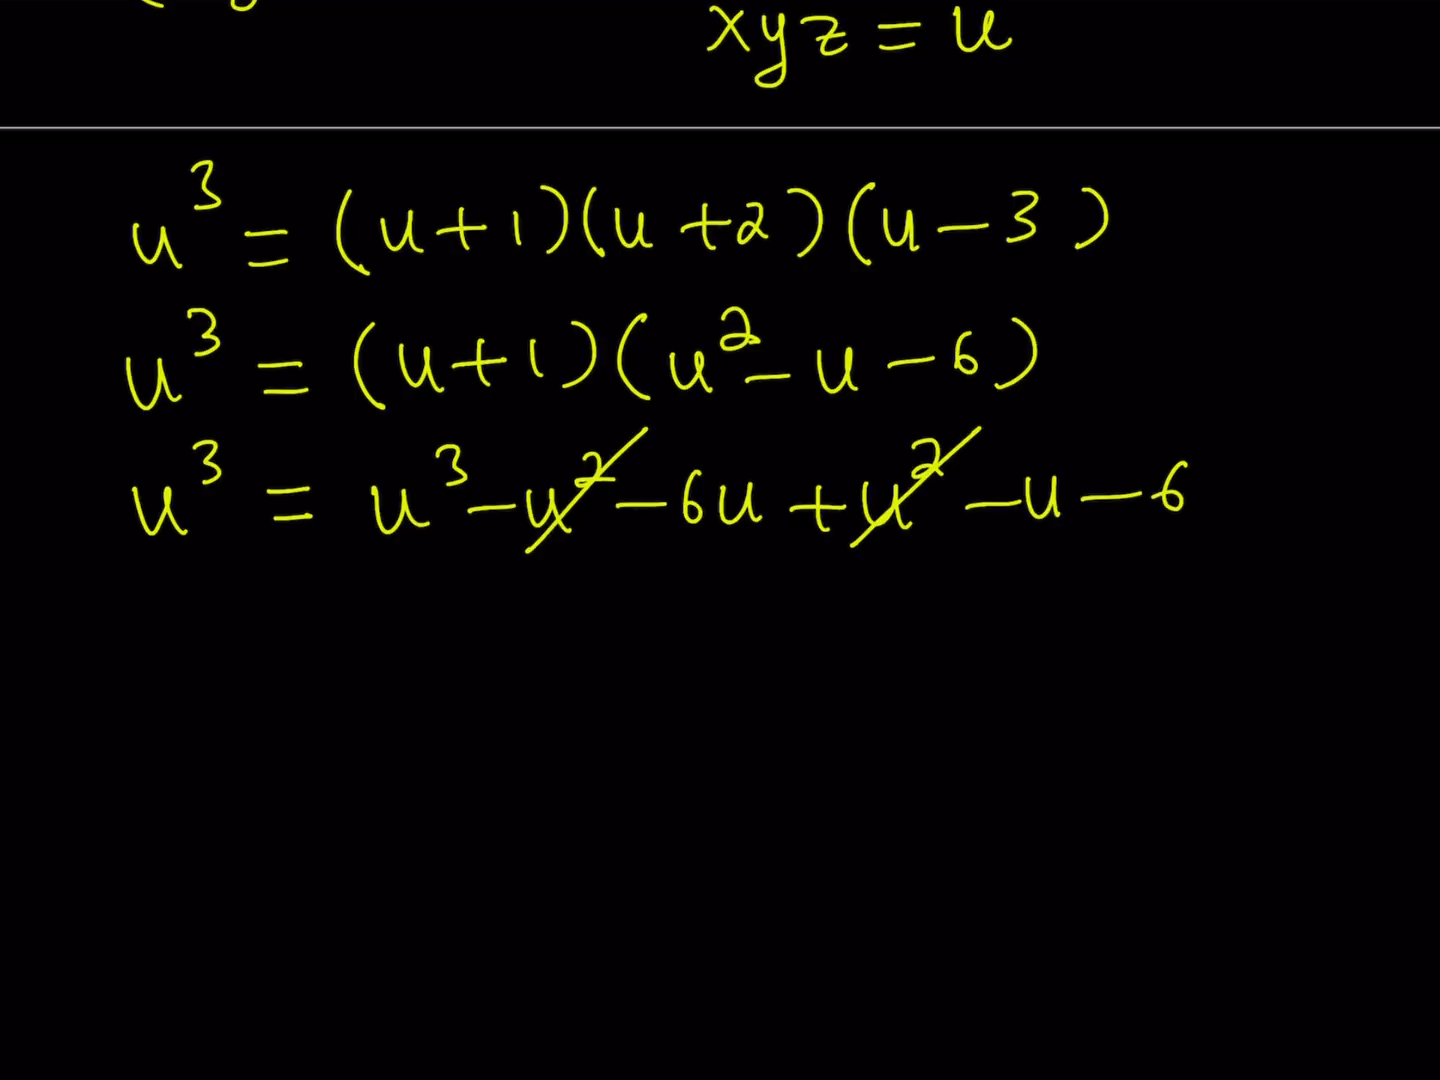 xyz = u
u³ = (u+1)(u+2)(u-3)
u³ = (u+1)(u²-u-6)
u³ = u³-u²-6u+u²-u-6